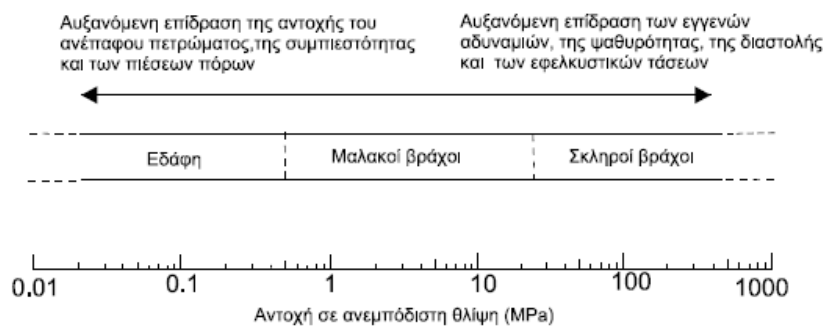 Αυξανόμενη επίδραση της αντοχής του
ανέπαφου πετρώματος,της συμπιεστότητας
και των πιέσεων πόρων
Αυξανόμενη επίδραση των εγγενών
αδυναμιών, της ψαθυρότητας, της διαστολής
και των εφελκυστικών τάσεων
Εδάφη
Μαλακοί βράχοι
Σκληροί βράχοι
0.01 0.1 1 10 100 1000
Αντοχή σε ανεμπόδιστη θλίψη (MPa)